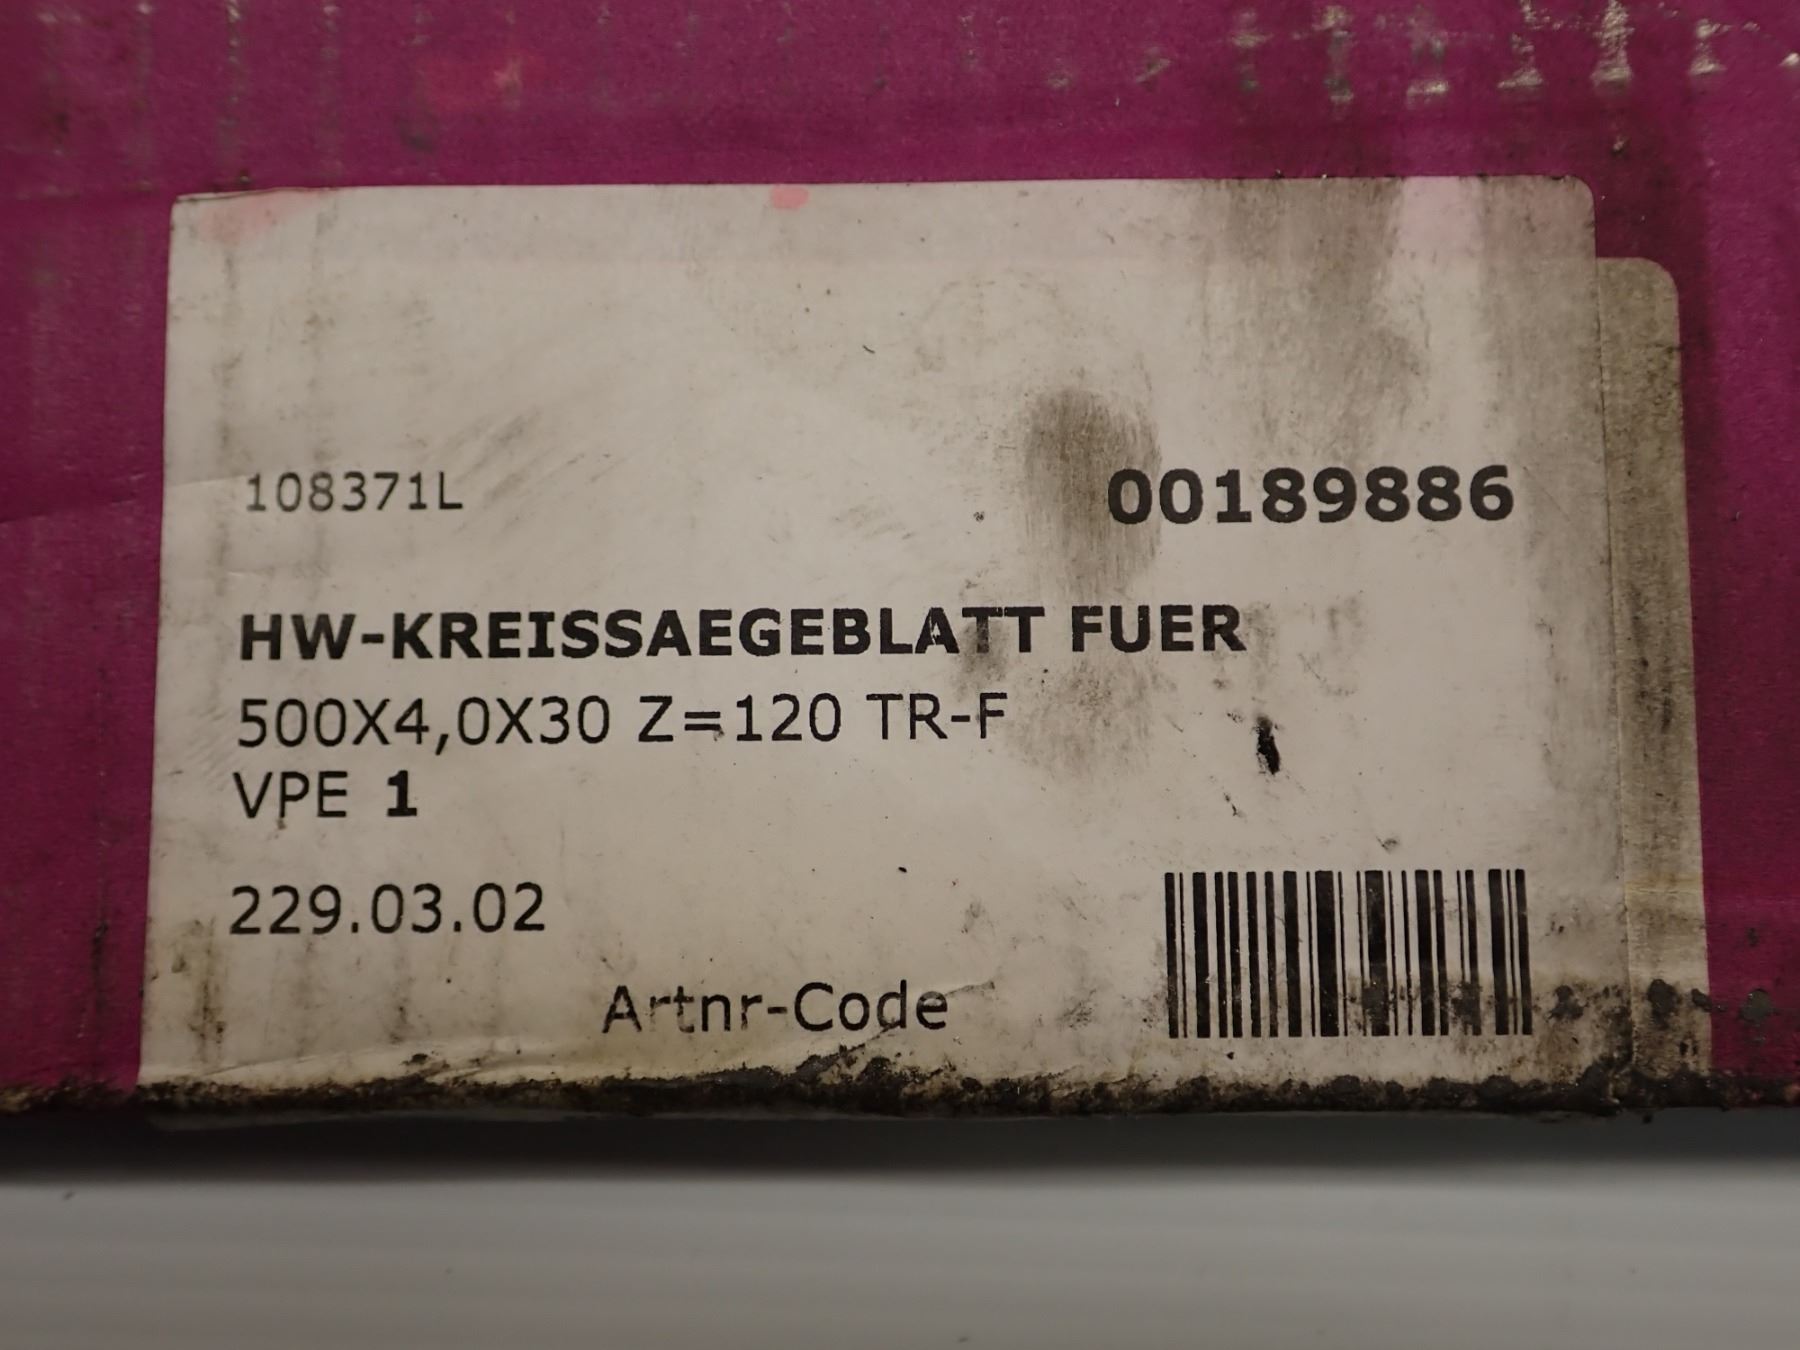 108371L 00189886
HW-KREISSAEGEBLATT FUER
500X4,0X30 Z=120 TR-F
VPE 1
229.03.02
Artnr-Code